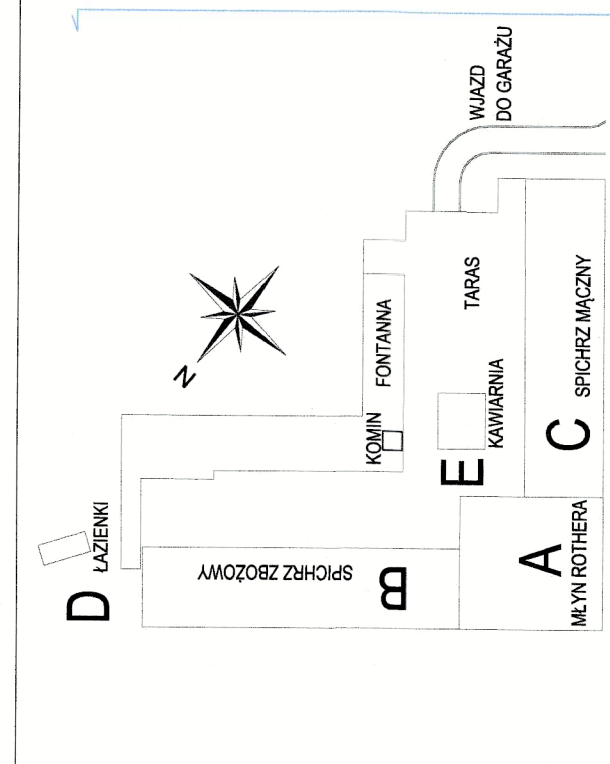 WJAZD
DO GARAŻU
N
FONTANNA
TARAS
KOMIN
KAWIARNIA
E
SPICHRZ MĄCZNY
C
D
ŁAZIENKI
SPICHRZ ZBOŻOWY
B
A
MŁYN ROTHERA